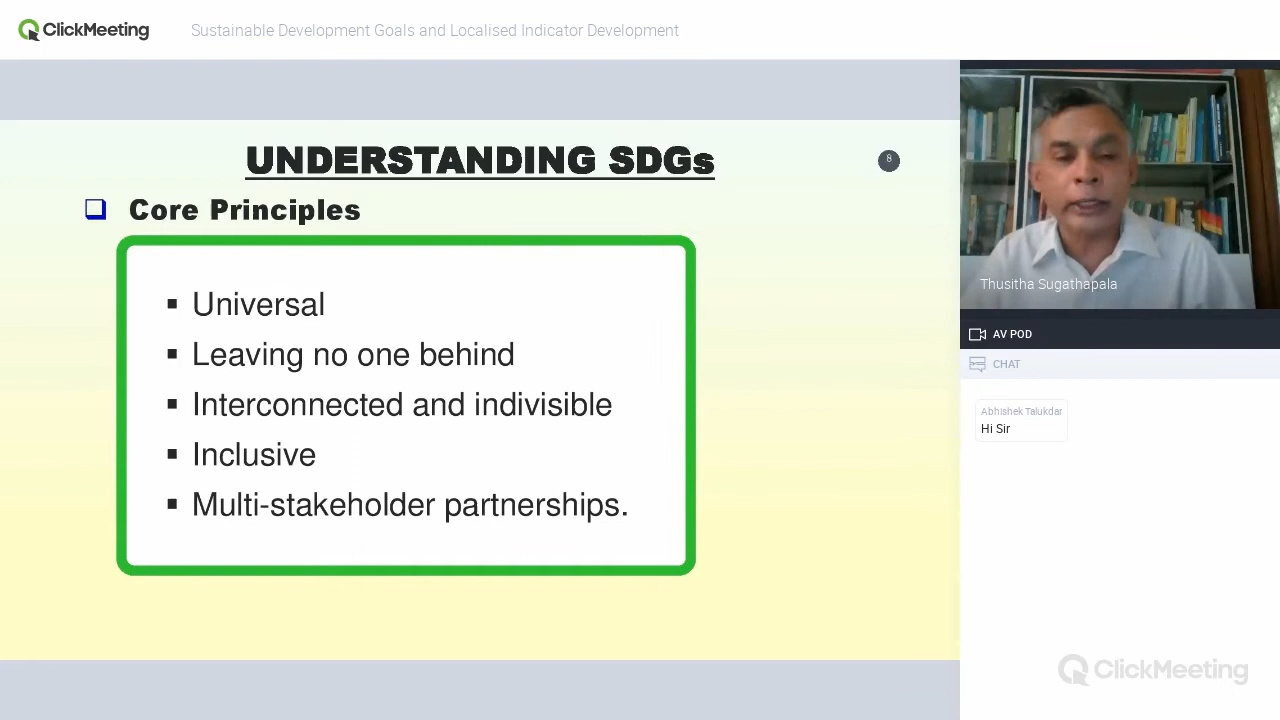 ClickMeeting
Sustainable Development Goals and Localised Indicator Development
UNDERSTANDING SDGs
8
Core Principles
Universal
Leaving no one behind
Interconnected and indivisible
Inclusive
Multi-stakeholder partnerships.
Thusitha Sugathapala
AV POD
CHAT
Abhishek Talukdar
Hi Sir
ClickMeeting